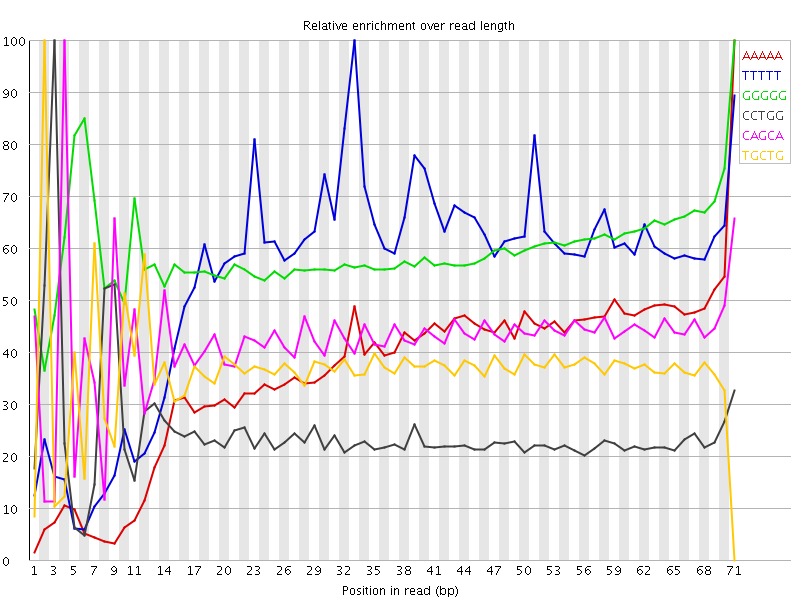 Relative enrichment over read length
100
90
80
70
60
50
40
30
20
10
0
AAAAA
TTTTT
GGGGG
CCTGG
CAGCA
TGCTG
1 3 5 7 9 11 14 17 20 23 26 29 32 35 38 41 44 47 50 53 56 59 62 65 68 71
Position in read (bp)